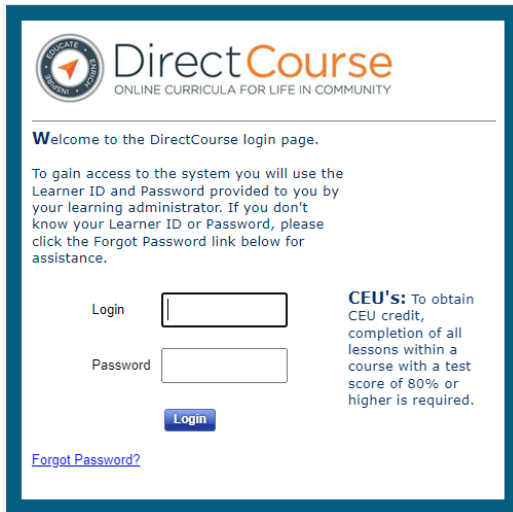 EDUCATE
ENRICH
INSPIRE
DirectCourse
ONLINE CURRICULA FOR LIFE IN COMMUNITY
Welcome to the DirectCourse login page.
To gain access to the system you will use the
Learner ID and Password provided to you by
your learning administrator. If you don't
know your Learner ID or Password, please
click the Forgot Password link below for
assistance.
Login
Password
Login
Forgot Password?
CEU's: To obtain
CEU credit,
completion of all
lessons within a
course with a test
score of 80% or
higher is required.